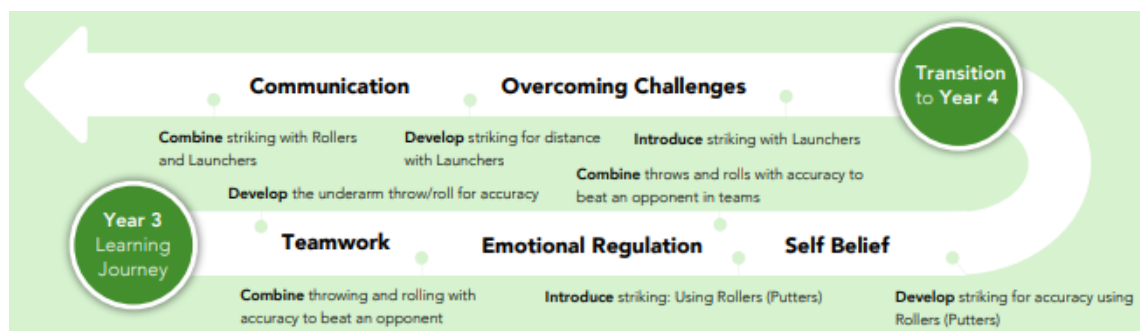 Communication
Overcoming Challenges
Transition
to Year 4
Combine striking with Rollers
and Launchers
Develop striking for distance
with Launchers
Introduce striking with Launchers
Combine throws and rolls with accuracy to
beat an opponent in teams
Develop the underarm throw/roll for accuracy
Year 3
Learning
Journey
Teamwork
Emotional Regulation
Self Belief
Combine throwing and rolling with
accuracy to beat an opponent
Introduce striking: Using Rollers (Putters)
Develop striking for accuracy using
Rollers (Putters)